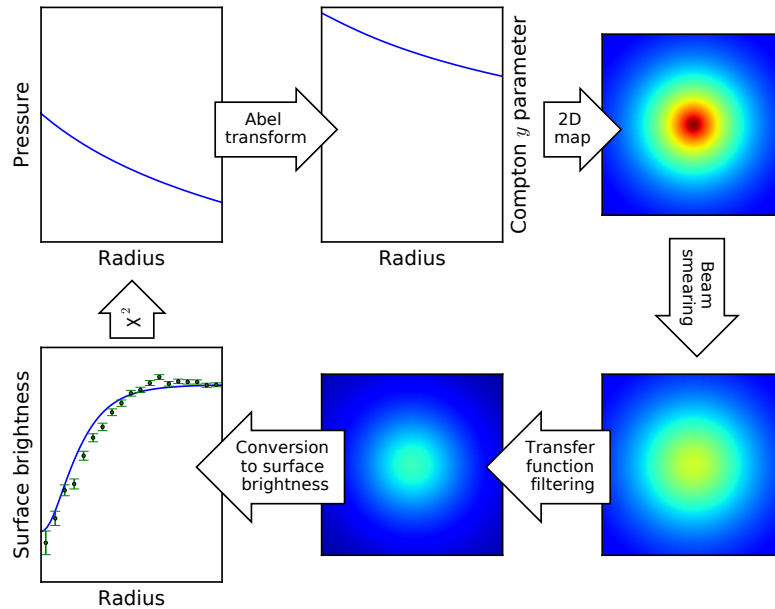 Pressure
Radius
Abel
transform
Compton y parameter
Radius
2D
map
Beam
smearing
Transfer
function
filtering
Conversion
to surface
brightness
Surface brightness
Radius
χ²